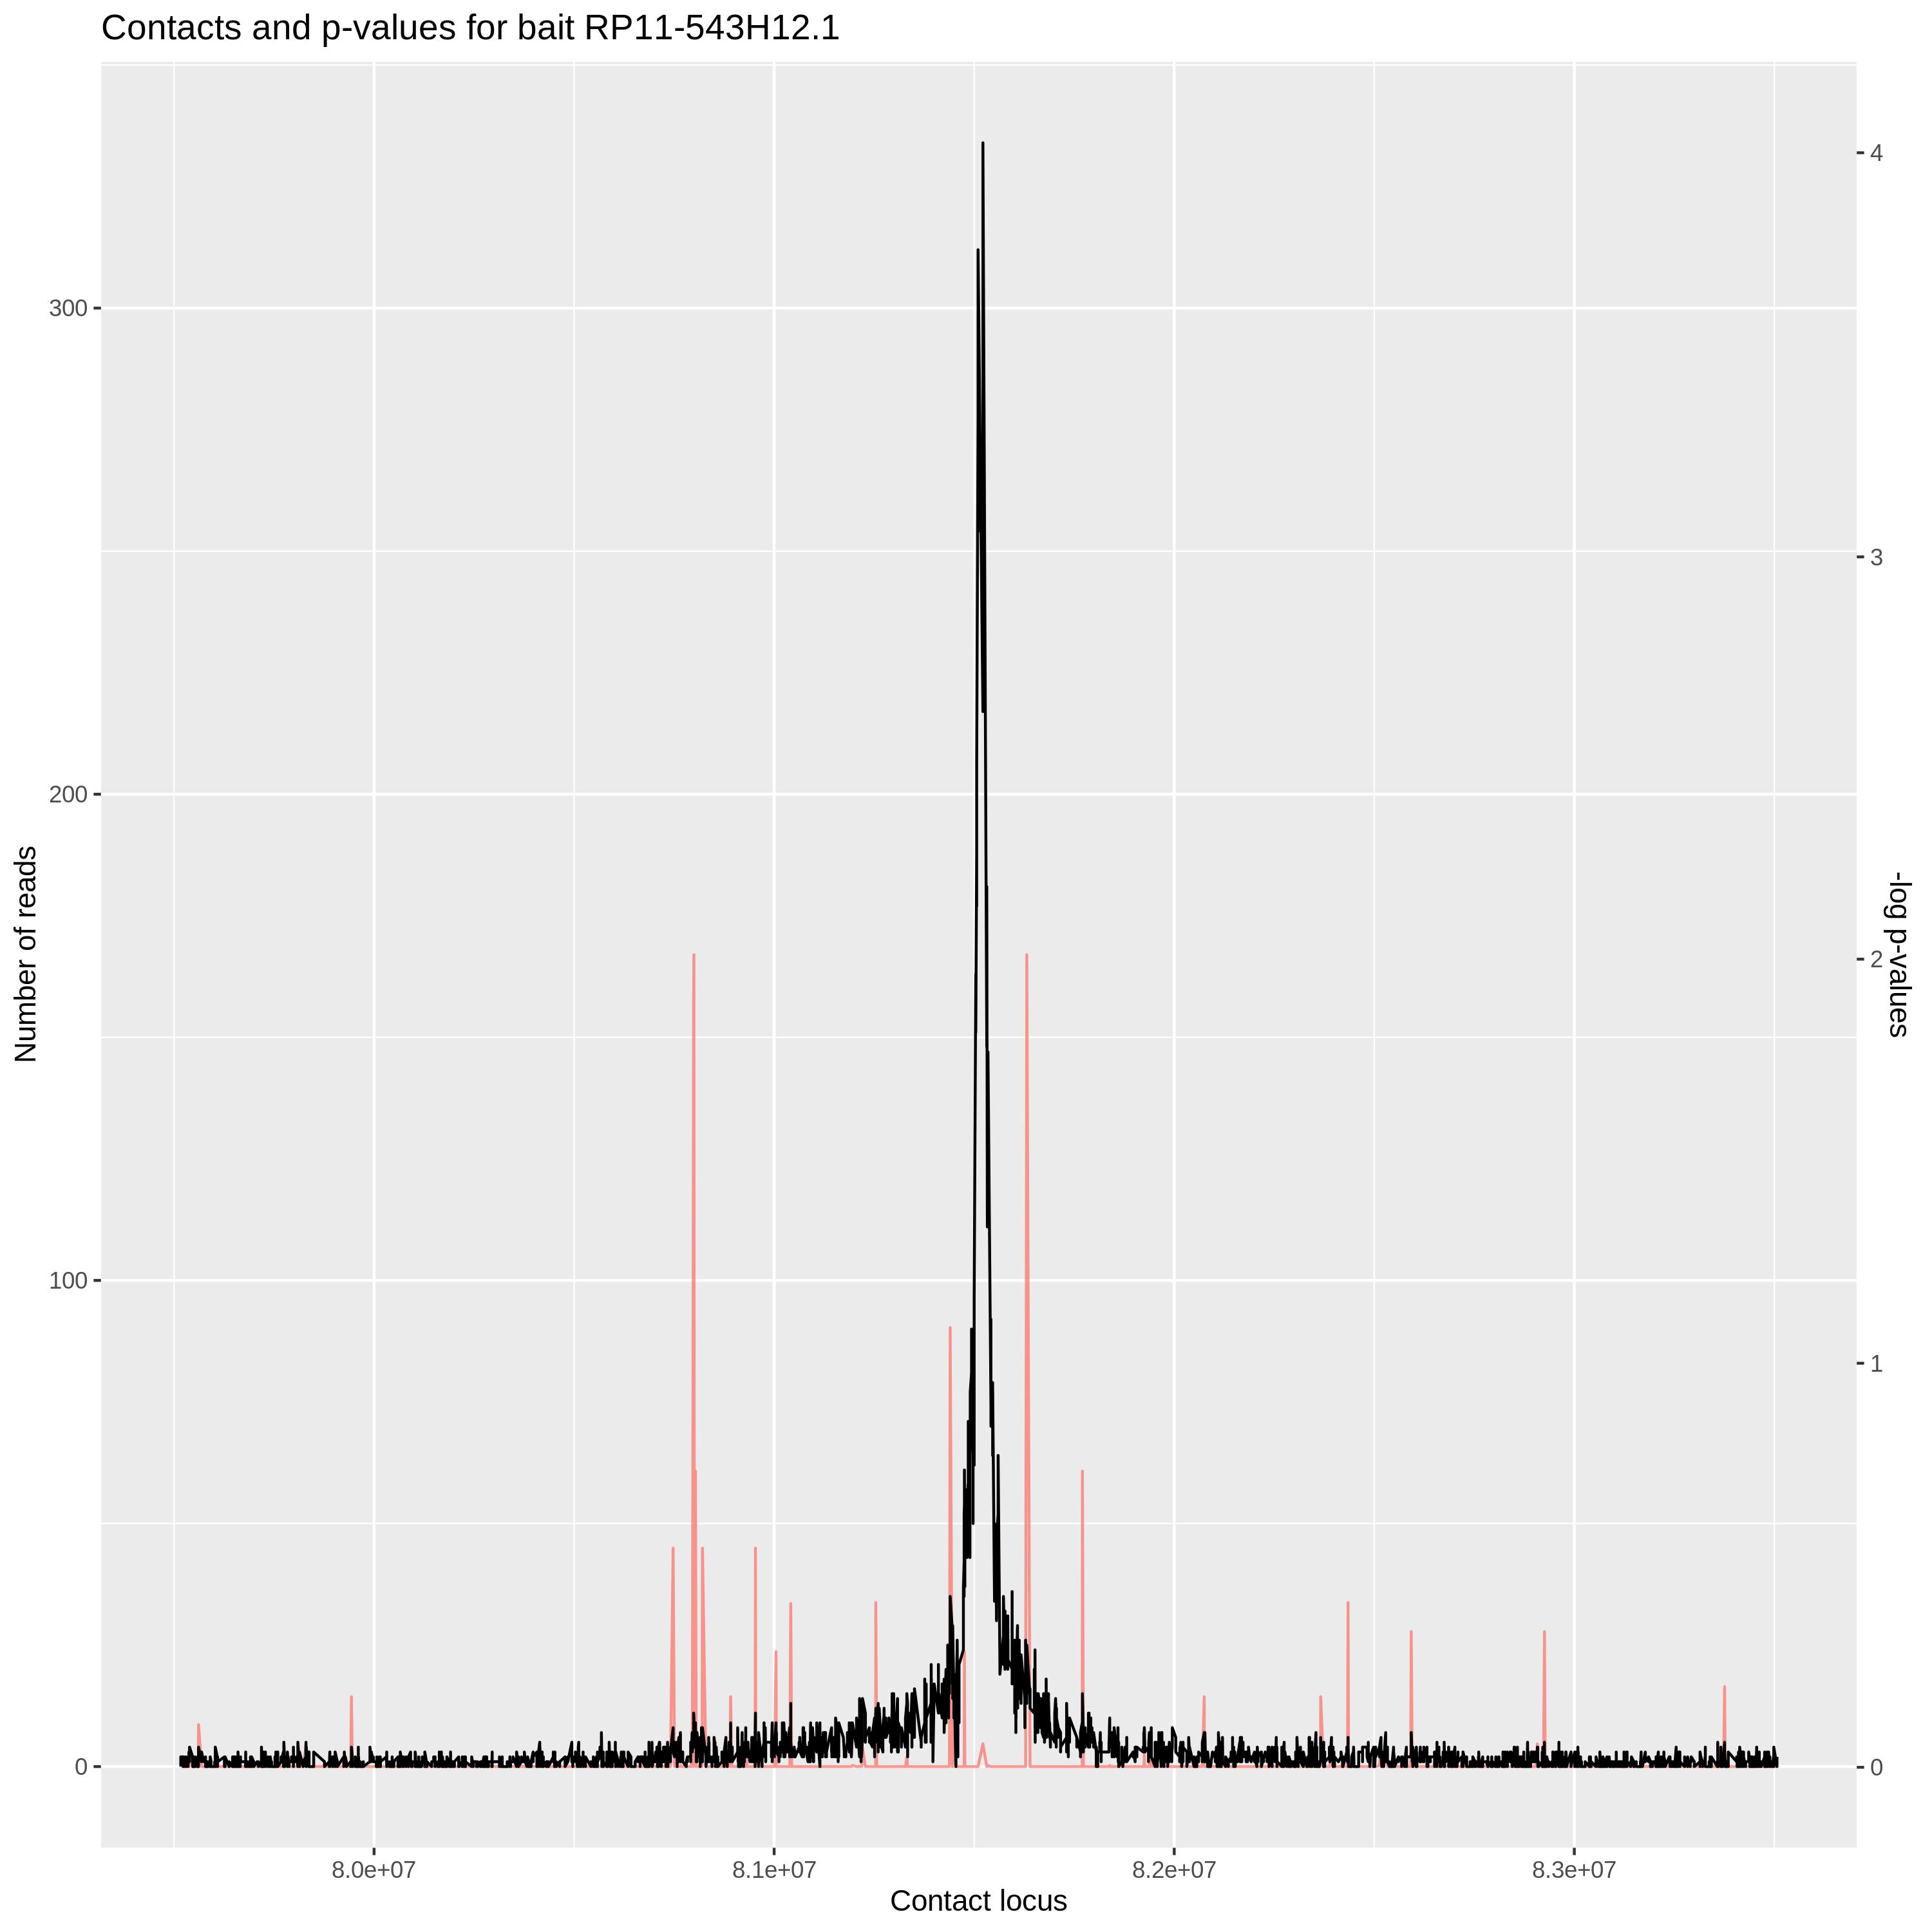 Contacts and p-values for bait RP11-543H12.1
300
200
100
0
Number of reads
4
3
2
1
0
-log p-values
8.0e+07
8.1e+07
8.2e+07
8.3e+07
Contact locus